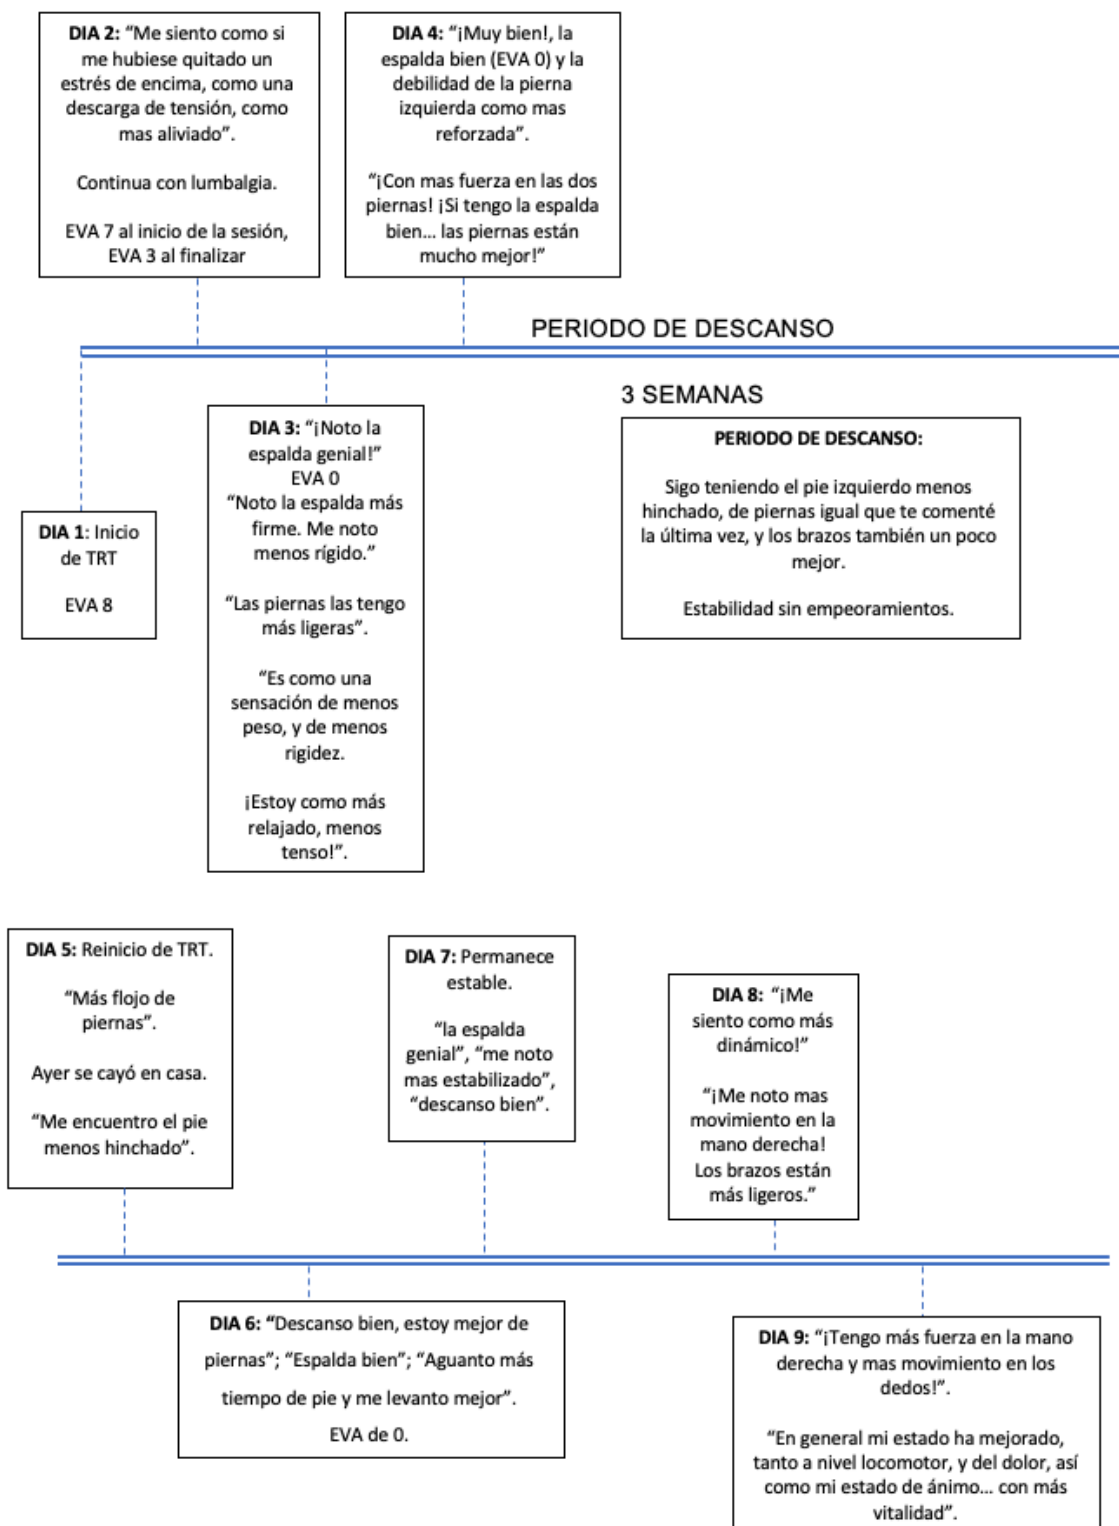 DIA 2: “Me siento como si
me hubiese quitado un
estrés de encima, como una
descarga de tensión, como
mas aliviado”.
Continua con lumbalgia.
EVA 7 al inicio de la sesión,
EVA 3 al finalizar
DIA 4: “¡Muy bien!, la
espalda bien (EVA 0) y la
debilidad de la pierna
izquierda como mas
reforzada”.
“¡Con mas fuerza en las dos
piernas! ¡Si tengo la espalda
bien... las piernas están
mucho mejor!”
PERIODO DE DESCANSO
3 SEMANAS
DIA 1: Inicio
de TRT
EVA 8
DIA 3: “¡Noto la
espalda genial!”
EVA 0
“Noto la espalda más
firme. Me noto
menos rígido.”
“Las piernas las tengo
más ligeras”.
“Es como una
sensación de menos
peso, y de menos
rigidez.
¡Estoy como más
relajado, menos
tenso!”.
PERIODO DE DESCANSO:
Sigo teniendo el pie izquierdo menos
hinchado, de piernas igual que te comenté
la última vez, y los brazos también un poco
mejor.
Estabilidad sin empeoramientos.
DIA 5: Reinicio de TRT.
“Más flojo de
piernas”.
Ayer se cayó en casa.
“Me encuentro el pie
menos hinchado”.
DIA 7: Permanece
estable.
“la espalda
genial”, “me noto
mas estabilizado”,
“descanso bien”.
DIA 8: “¡Me
siento como más
dinámico!”
“¡Me noto mas
movimiento en la
mano derecha!
Los brazos están
más ligeros.”
DIA 6: “Descanso bien, estoy mejor de
piernas”; “Espalda bien”; “Aguanto más
tiempo de pie y me levanto mejor”.
EVA de 0.
DIA 9: “¡Tengo más fuerza en la mano
derecha y mas movimiento en los
dedos!”.
“En general mi estado ha mejorado,
tanto a nivel locomotor, y del dolor, así
como mi estado de ánimo... con más
vitalidad”.